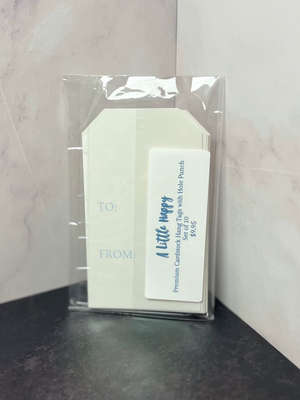 TO:
FROM:
A Little Happy
Premium Cardstock Hang Tags with Hole Punch
Set of 10
$9.95